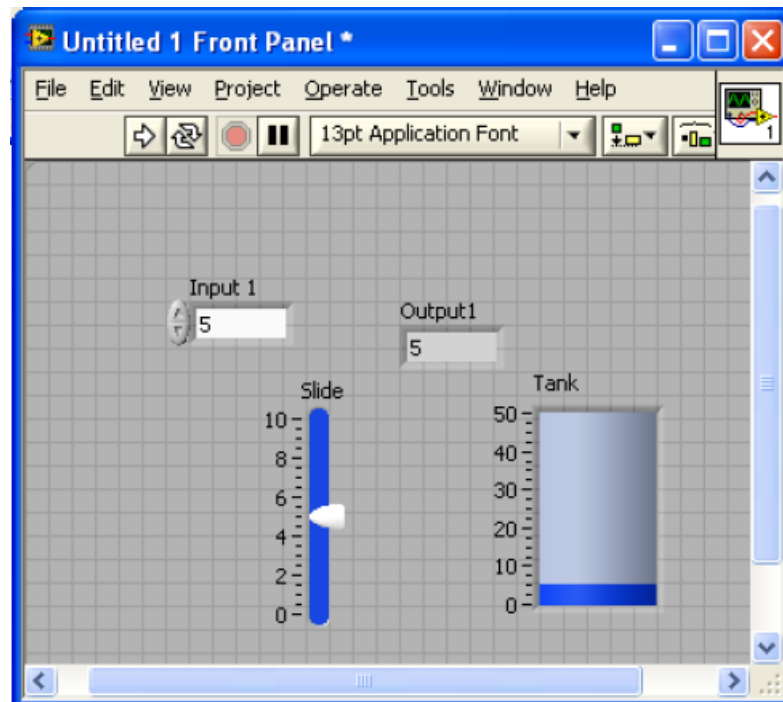 Untitled 1 Front Panel *
File Edit View Project Operate Tools Window Help
13pt Application Font
1
Input 1
5
Output1
5
Slide
10
8
6
4
2
0
Tank
50
40
30
20
10
0